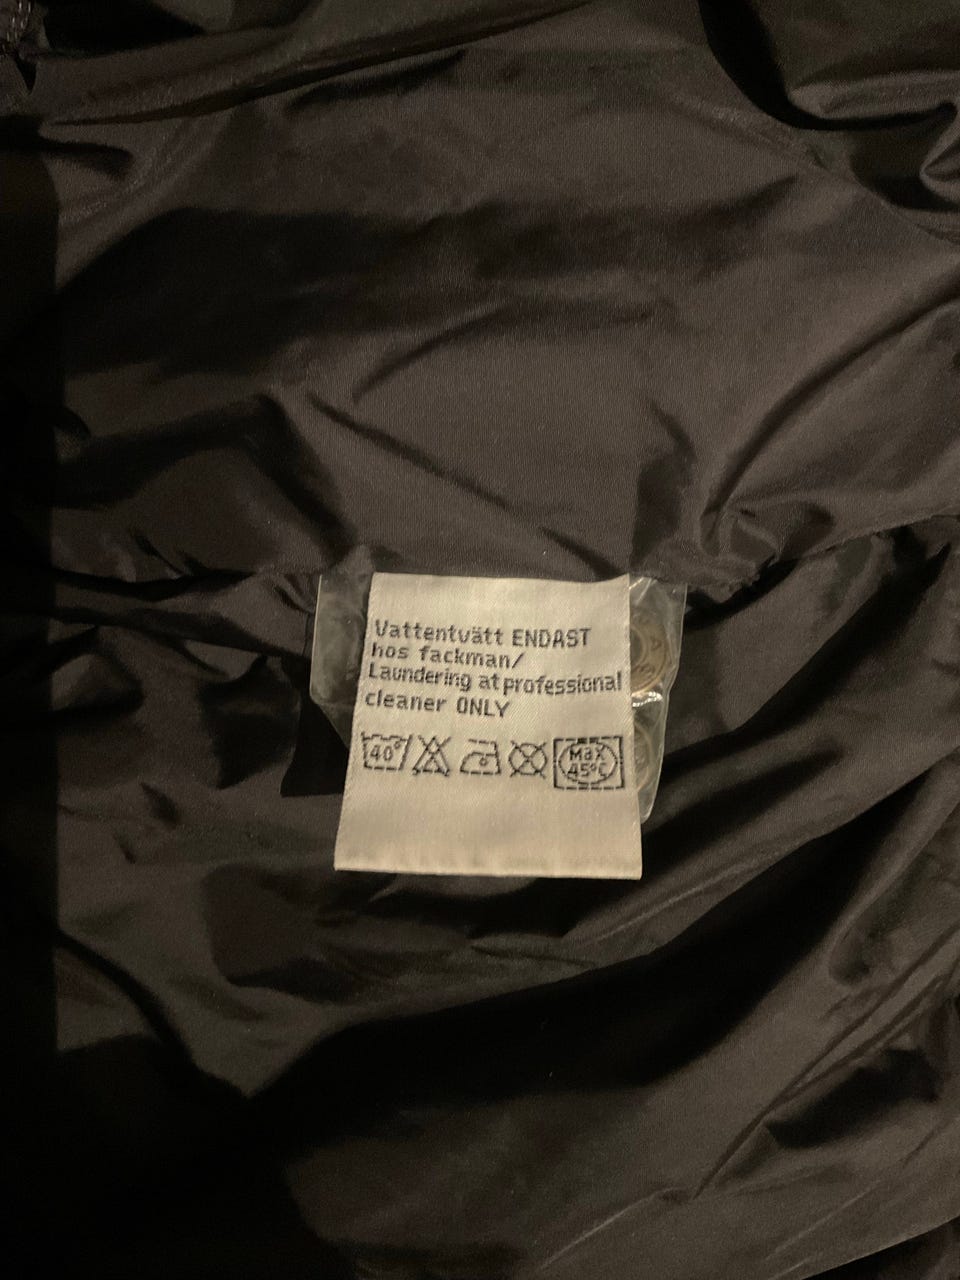 Vattentvätt ENDAST
hos fackman/
Laundering at professional
cleaner ONLY
40°
Max
45°C